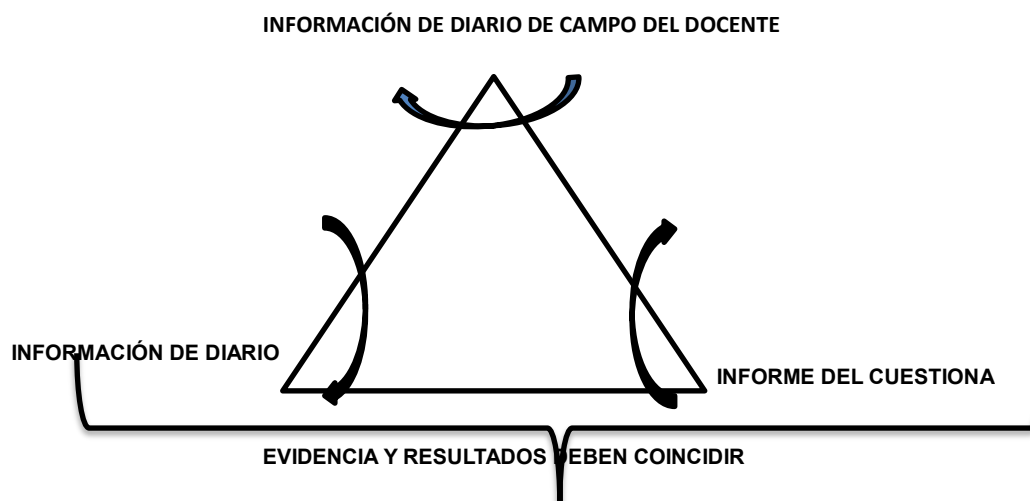 INFORMACIÓN DE DIARIO DE CAMPO DEL DOCENTE
INFORMACIÓN DE DIARIO
INFORME DEL CUESTIONA
EVIDENCIA Y RESULTADOS DEBEN COINCIDIR